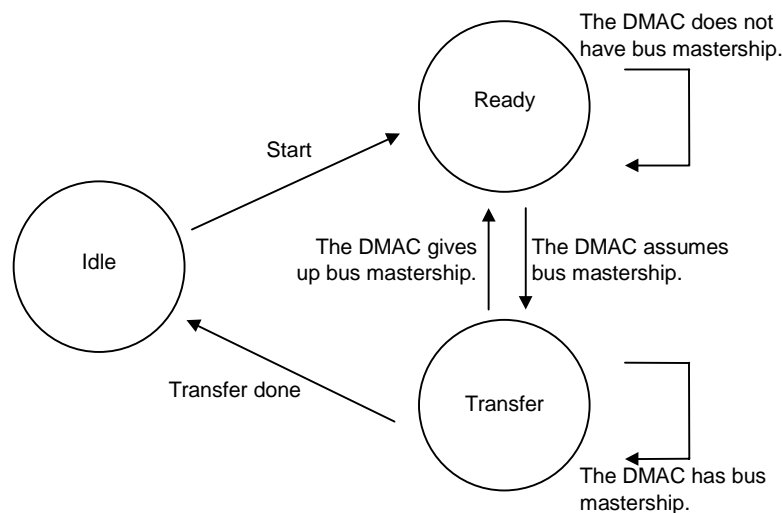 The DMAC does not
have bus mastership.
Ready
Start
Idle
The DMAC gives
up bus mastership.
The DMAC assumes
bus mastership.
Transfer done
Transfer
The DMAC has bus
mastership.